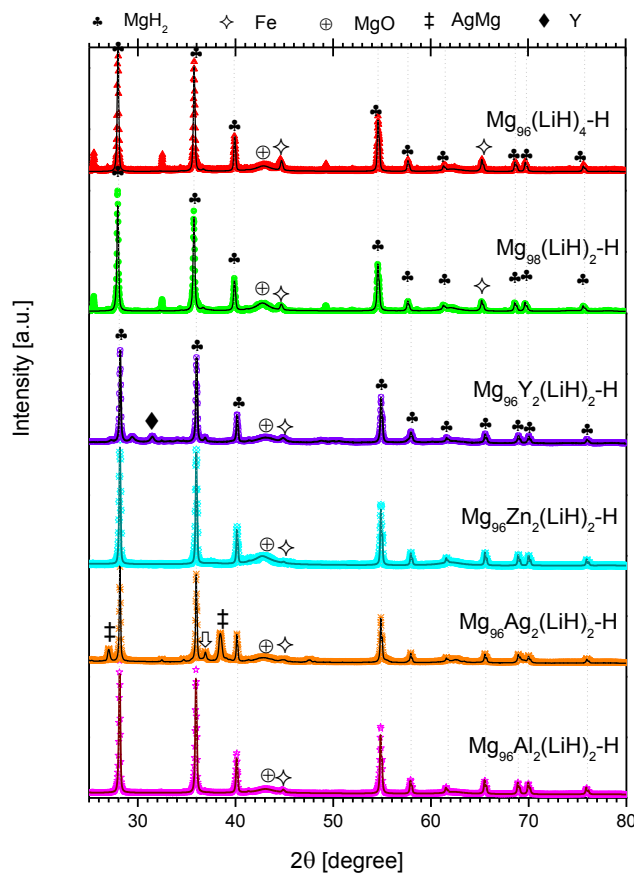 ♣ MgH₂ ✧ Fe ⊕ MgO ‡ AgMg ♦ Y
Mg₉₆(LiH)₄-H
Mg₉₈(LiH)₂-H
Mg₉₆Y₂(LiH)₂-H
Mg₉₆Zn₂(LiH)₂-H
Mg₉₆Ag₂(LiH)₂-H
Mg₉₆Al₂(LiH)₂-H
Intensity [a.u.]
30 40 50 60 70 80
2θ [degree]